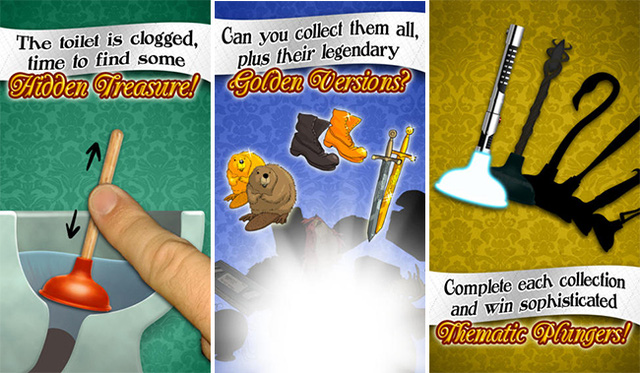 The toilet is clogged,
time to find some
Hidden Treasure!
Can you collect them all,
plus their legendary
Golden Versions?
Complete each collection
and win sophisticated
Thematic Plungers!